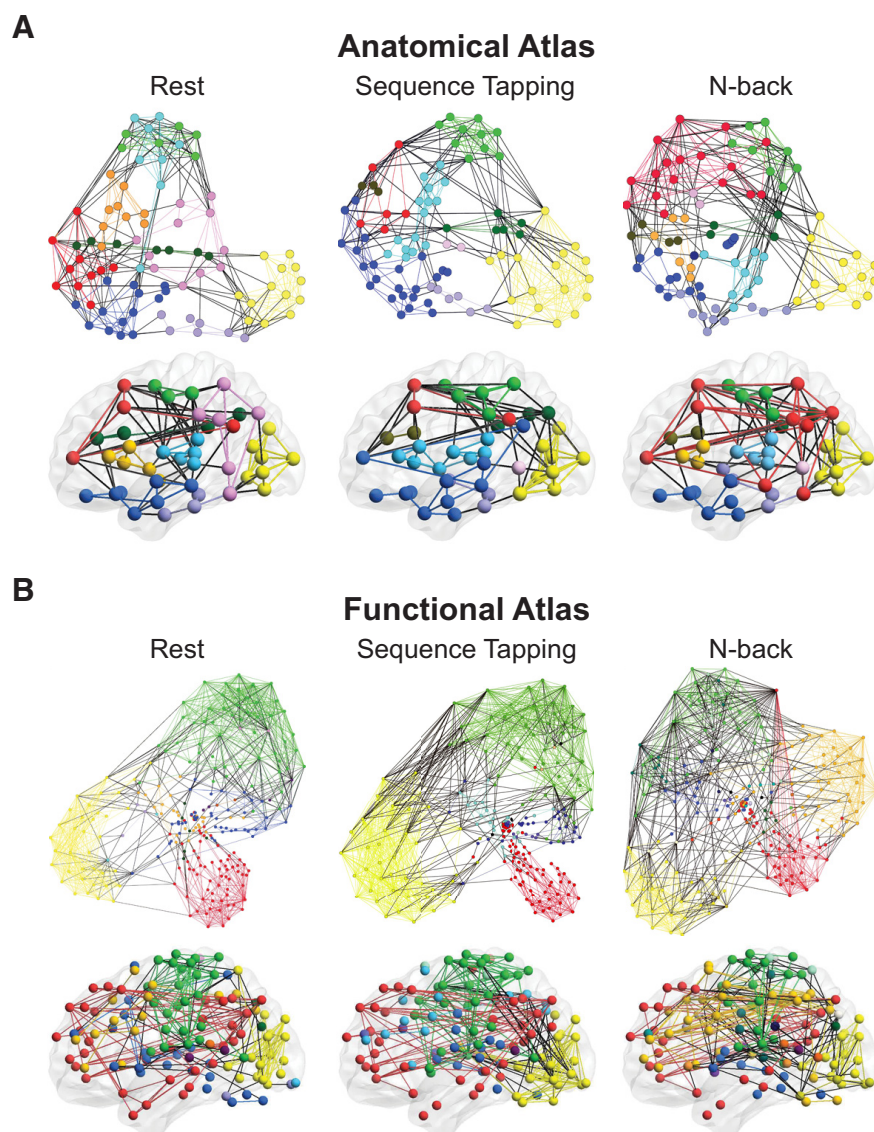 A
Anatomical Atlas
Rest
Sequence Tapping
N-back
B
Functional Atlas
Rest
Sequence Tapping
N-back